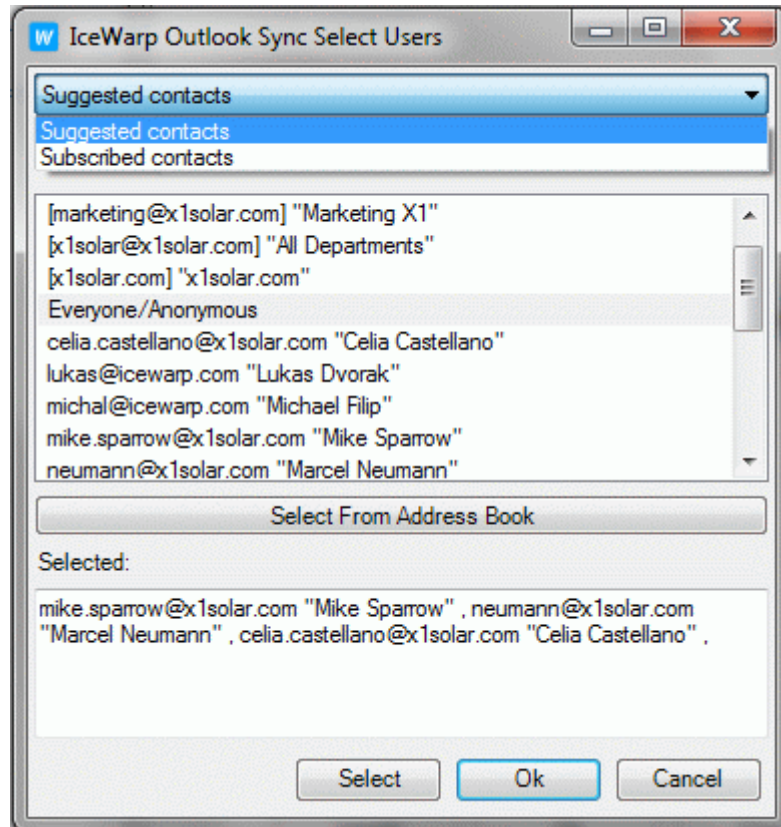 IceWarp Outlook Sync Select Users
Suggested contacts
Suggested contacts
Subscribed contacts
[marketing@x1solar.com] "Marketing X1"
[x1solar@x1solar.com] "All Departments"
[x1solar.com] "x1solar.com"
Everyone/Anonymous
celia.castellano@x1solar.com "Celia Castellano"
lukas@icewarp.com "Lukas Dvorak"
michal@icewarp.com "Michael Filip"
mike.sparrow@x1solar.com "Mike Sparrow"
neumann@x1solar.com "Marcel Neumann"
Select From Address Book
Selected:
mike.sparrow@x1solar.com "Mike Sparrow" , neumann@x1solar.com
"Marcel Neumann" , celia.castellano@x1solar.com "Celia Castellano" ,
Select Ok Cancel